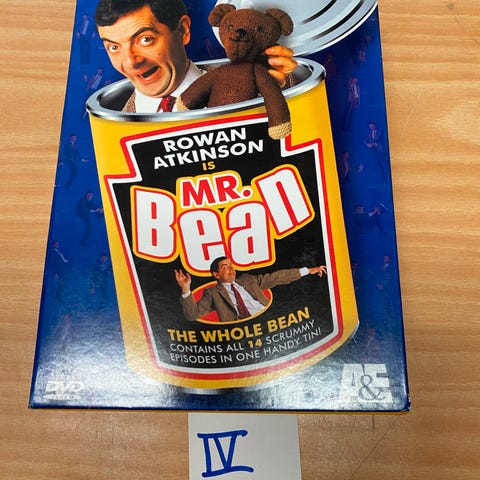 ROWAN
ATKINSON
IS
MR.
Bean
THE WHOLE BEAN
CONTAINS ALL 14 SCRUMMY
EPISODES IN ONE HANDY TIN!
DVD
A&E
IV